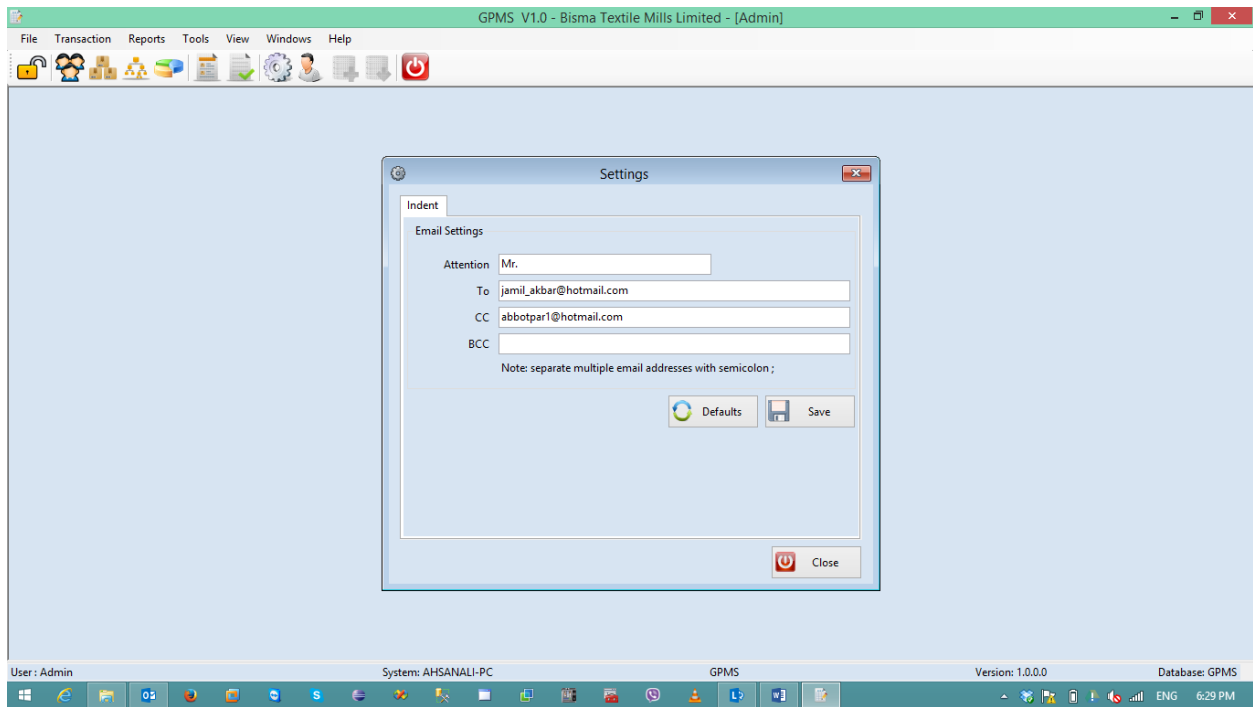 GPMS V1.0 - Bisma Textile Mills Limited - [Admin]
File Transaction Reports Tools View Windows Help
Settings
Indent
Email Settings
Attention Mr.
To jamil_akbar@hotmail.com
CC abbotpar1@hotmail.com
BCC
Note: separate multiple email addresses with semicolon ;
Defaults Save
Close
User : Admin System: AHSANALI-PC GPMS Version: 1.0.0.0 Database: GPMS
ENG 6:29 PM